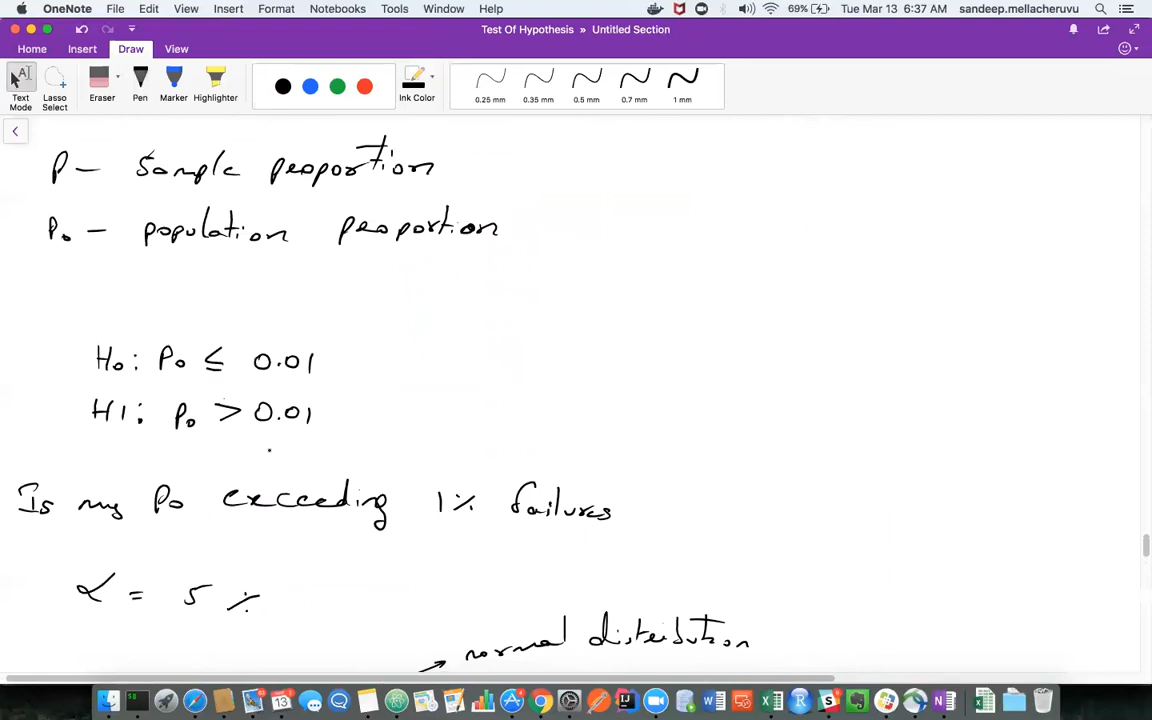 OneNote File Edit View Insert Format Notebooks Tools Window Help 69% Tue Mar 13 6:37 AM sandeep.mellacheruvu
Test Of Hypothesis » Untitled Section
Home Insert Draw View
Text Mode
Lasso Select
Eraser
Pen
Marker
Highlighter
Ink Color
0.25 mm 0.35 mm 0.5 mm 0.7 mm 1 mm
P - Sample proportion
P₀ - population proportion
H₀: P₀ ≤ 0.01
H1: P₀ > 0.01
Is my P₀ exceeding 1% failures
α = 5 %
normal distribution